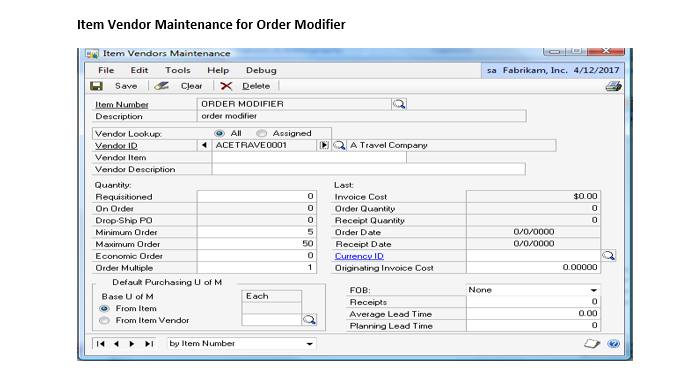 Item Vendor Maintenance for Order Modifier
Item Vendors Maintenance
File Edit Tools Help Debug sa Fabrikam, Inc. 4/12/2017
Save Clear Delete
Item Number ORDER MODIFIER
Description order modifier
Vendor Lookup: All Assigned
Vendor ID ACETRAVE0001 A Travel Company
Vendor Item
Vendor Description
Quantity: Last:
Requisitioned 0 Invoice Cost $0.00
On Order 0 Order Quantity 0
Drop-Ship PO 0 Receipt Quantity 0
Minimum Order 5 Order Date 0/0/0000
Maximum Order 50 Receipt Date 0/0/0000
Economic Order 0 Currency ID
Order Multiple 1 Originating Invoice Cost 0.00000
Default Purchasing U of M
Base U of M Each FOB: None
From Item Receipts 0
From Item Vendor Average Lead Time 0.00
Planning Lead Time 0
by Item Number